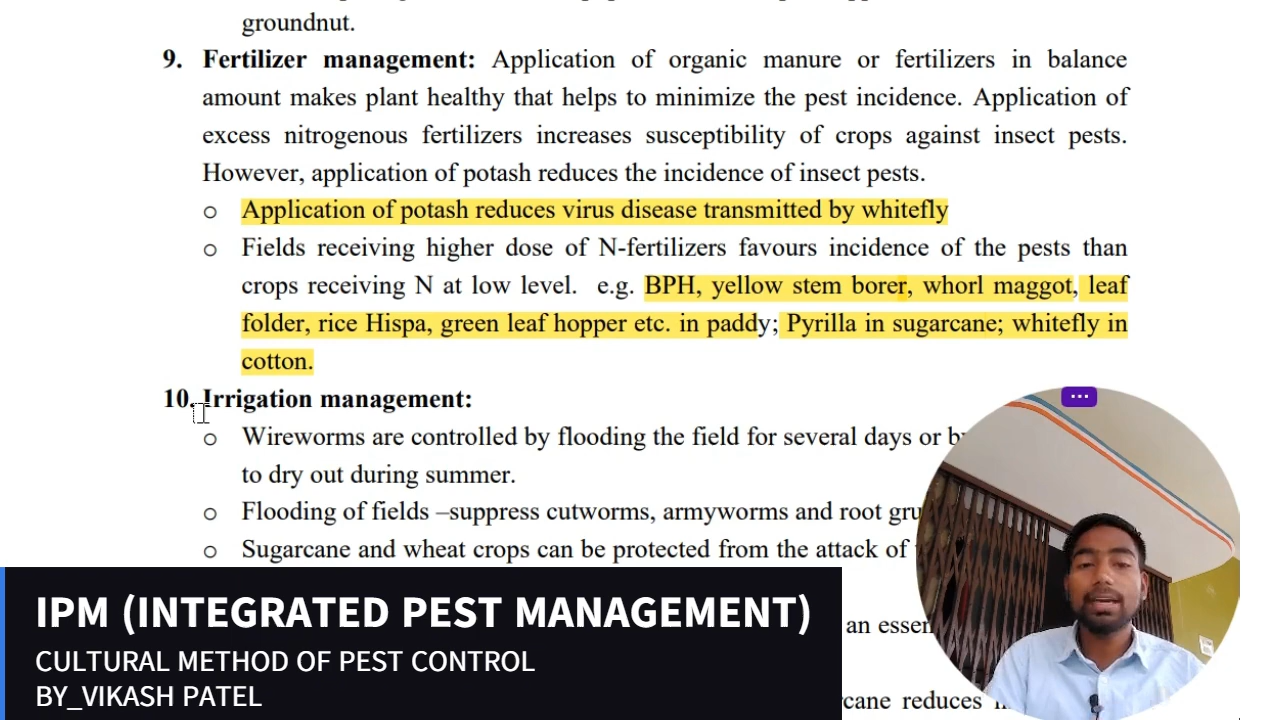 groundnut.
9. Fertilizer management: Application of organic manure or fertilizers in balance
amount makes plant healthy that helps to minimize the pest incidence. Application of
excess nitrogenous fertilizers increases susceptibility of crops against insect pests.
However, application of potash reduces the incidence of insect pests.
o Application of potash reduces virus disease transmitted by whitefly
o Fields receiving higher dose of N-fertilizers favours incidence of the pests than
crops receiving N at low level. e.g. BPH, yellow stem borer, whorl maggot, leaf
folder, rice Hispa, green leaf hopper etc. in paddy; Pyrilla in sugarcane; whitefly in
cotton.
10. Irrigation management:
o Wireworms are controlled by flooding the field for several days or
to dry out during summer.
o Flooding of fields –suppress cutworms, armyworms and root
o Sugarcane and wheat crops can be protected from the attack of
an
reduces
IPM (INTEGRATED PEST MANAGEMENT)
CULTURAL METHOD OF PEST CONTROL
BY_VIKASH PATEL